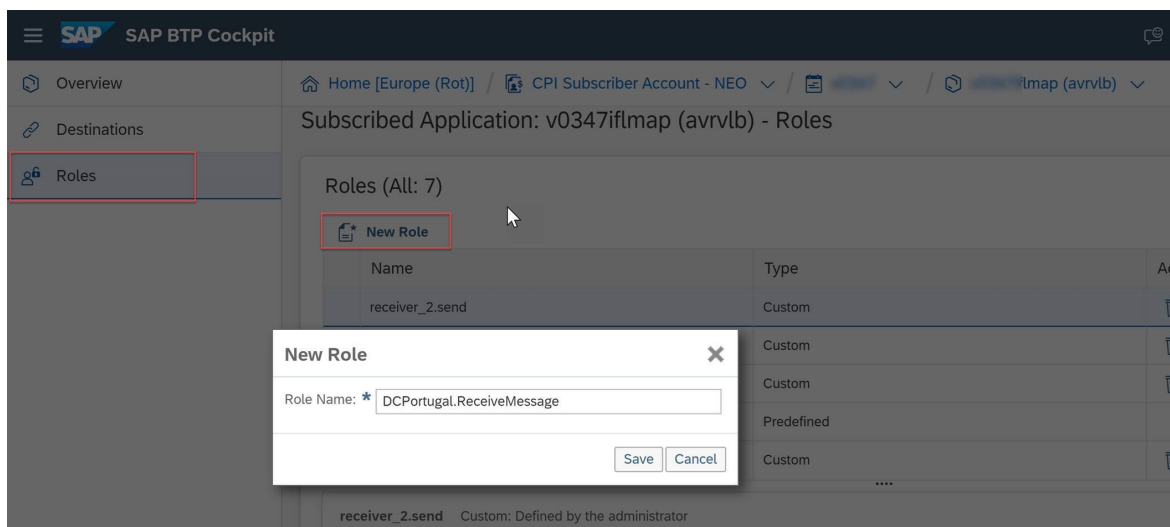 SAP SAP BTP Cockpit
Overview
Home [Europe (Rot)] / CPI Subscriber Account - NEO / / lmap (avrvlb)
Destinations
Subscribed Application: v0347iflmap (avrvlb) - Roles
Roles
Roles (All: 7)
New Role
Name Type
receiver_2.send Custom
Custom
Custom
Predefined
Custom
New Role
Role Name: * DCPortugal.ReceiveMessage
Save Cancel
....
receiver_2.send Custom: Defined by the administrator